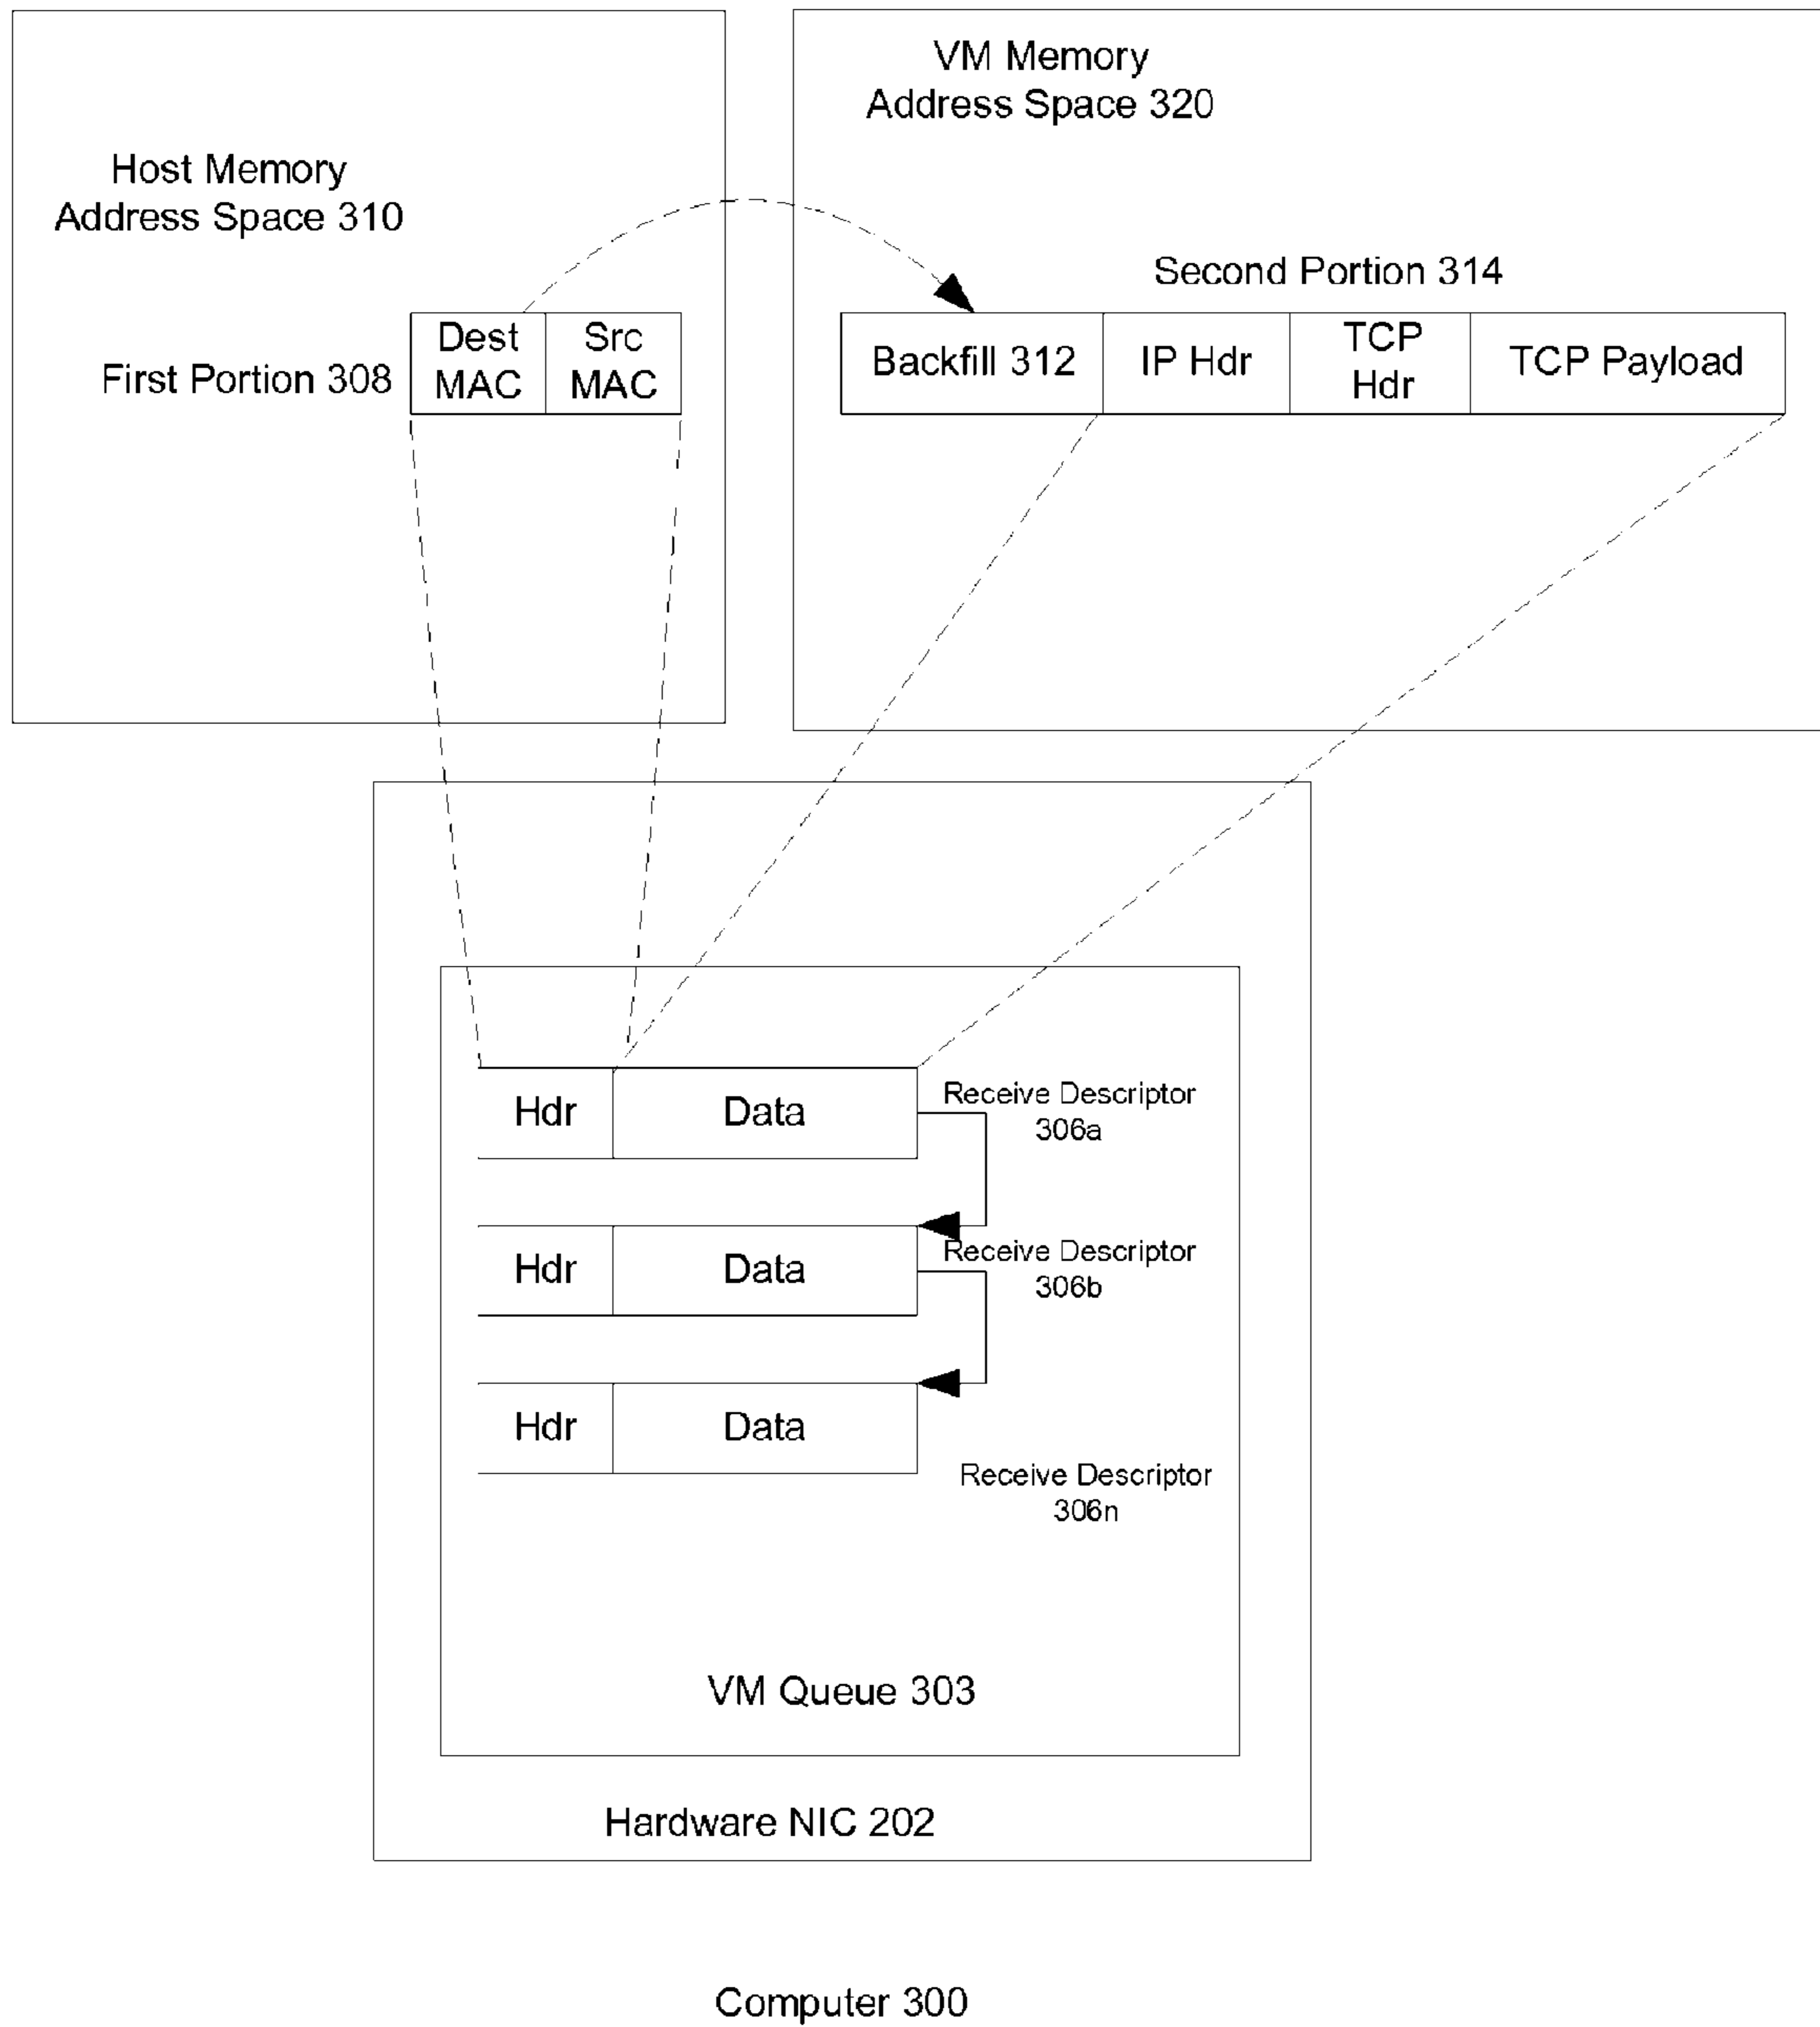 Host Memory
Address Space 310
VM Memory
Address Space 320
First Portion 308
Dest
MAC
Src
MAC
Second Portion 314
Backfill 312
IP Hdr
TCP
Hdr
TCP Payload
Hdr
Data
Receive Descriptor
306a
Hdr
Data
Receive Descriptor
306b
Hdr
Data
Receive Descriptor
306n
VM Queue 303
Hardware NIC 202
Computer 300